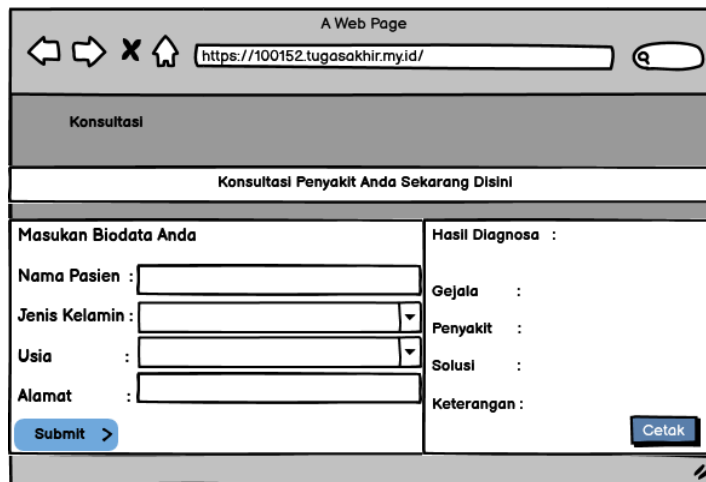 A Web Page
https://100152.tugasakhir.my.id/
Konsultasi
Konsultasi Penyakit Anda Sekarang Disini
Masukan Biodata Anda
Nama Pasien :
Jenis Kelamin :
Usia :
Alamat :
Submit >
Hasil Diagnosa :
Gejala :
Penyakit :
Solusi :
Keterangan :
Cetak